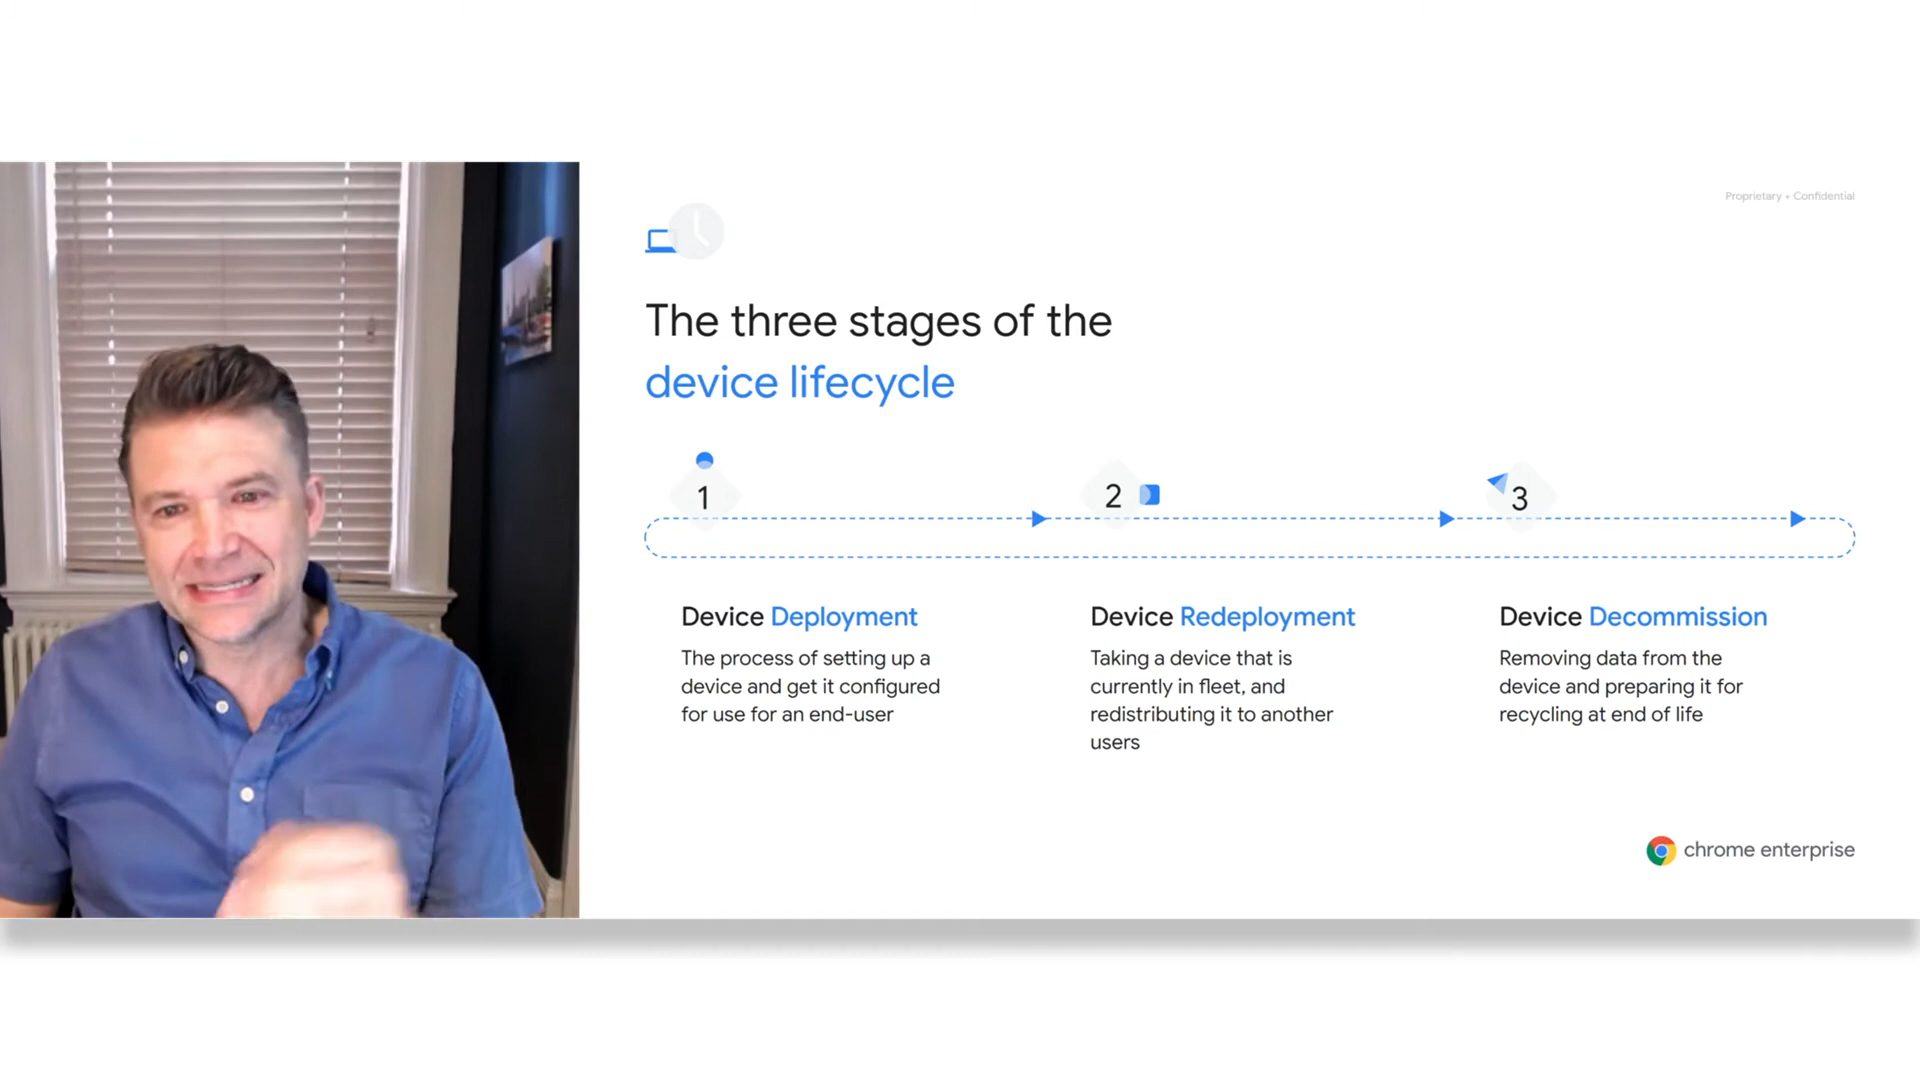 Proprietary + Confidential
The three stages of the
device lifecycle
1
2
3
Device Deployment
The process of setting up a
device and get it configured
for use for an end-user
Device Redeployment
Taking a device that is
currently in fleet, and
redistributing it to another
users
Device Decommission
Removing data from the
device and preparing it for
recycling at end of life
chrome enterprise